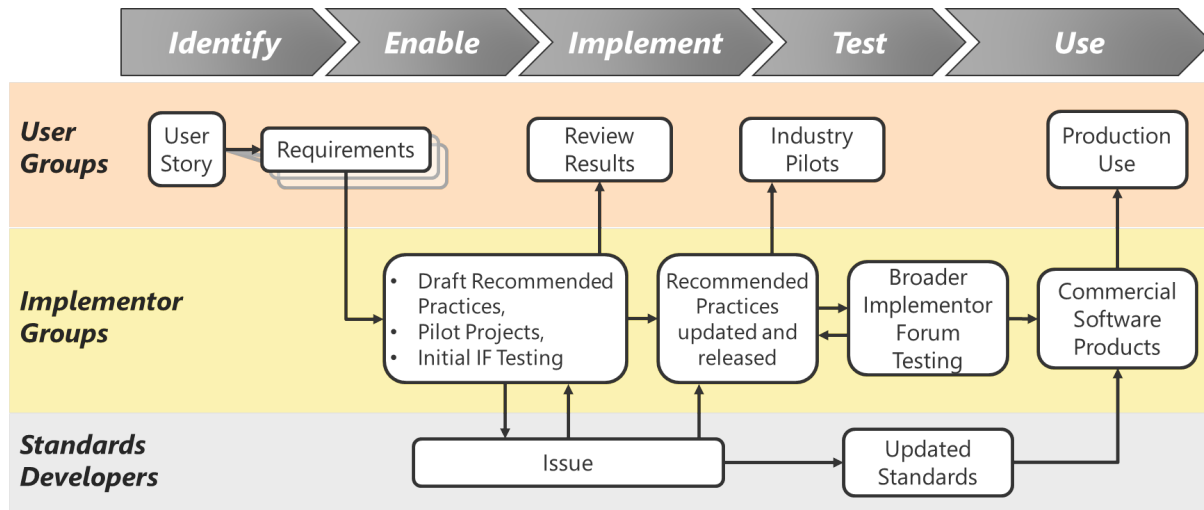 Identify
Enable
Implement
Test
Use
User
Groups
User
Story
Requirements
Review
Results
Industry
Pilots
Production
Use
Implementor
Groups
• Draft Recommended
Practices,
• Pilot Projects,
• Initial IF Testing
Recommended
Practices
updated and
released
Broader
Implementor
Forum
Testing
Commercial
Software
Products
Standards
Developers
Issue
Updated
Standards